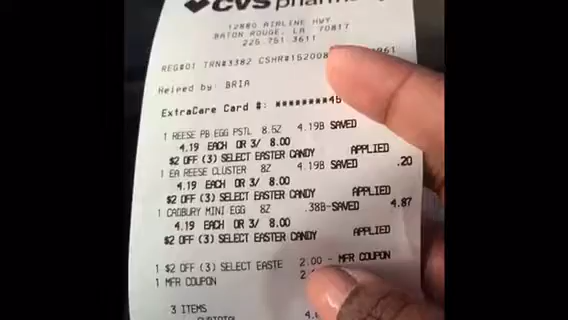 CVS pharmacy
12880 AIRLINE HWY
BATON ROUGE, LA 70817
225 751 3611
REG#01 TRN#3382 CSHR#152008
Helped by: BRIA
ExtraCare Card #: ********45
1 REESE PB EGG PSTL 8.5Z 4.19B SAVED
4.19 EACH OR 3/ 8.00
$2 OFF (3) SELECT EASTER CANDY APPLIED
1 EA REESE CLUSTER 8Z 4.19B SAVED .20
4.19 EACH OR 3/ 8.00
$2 OFF (3) SELECT EASTER CANDY APPLIED
1 CADBURY MINI EGG 8Z .38B-SAVED 4.87
4.19 EACH OR 3/ 8.00
$2 OFF (3) SELECT EASTER CANDY APPLIED
1 $2 OFF (3) SELECT EASTE 2.00 - MFR COUPON
1 MFR COUPON
3 ITEMS
SUBTOTAL